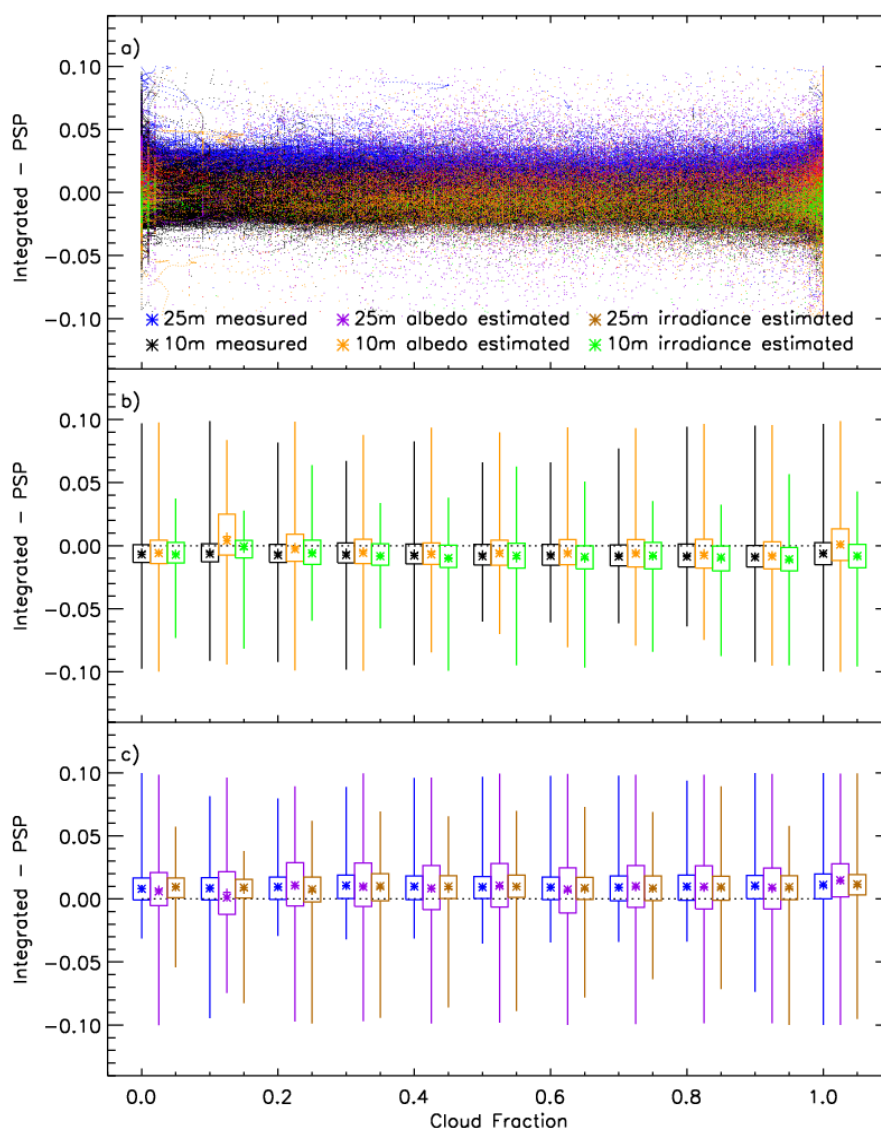 a)
Integrated – PSP
0.10
0.05
0.00
−0.05
−0.10
25m measured
25m albedo estimated
25m irradiance estimated
10m measured
10m albedo estimated
10m irradiance estimated
b)
Integrated – PSP
0.10
0.05
0.00
−0.05
−0.10
c)
Integrated – PSP
0.10
0.05
0.00
−0.05
−0.10
0.0 0.2 0.4 0.6 0.8 1.0
Cloud Fraction